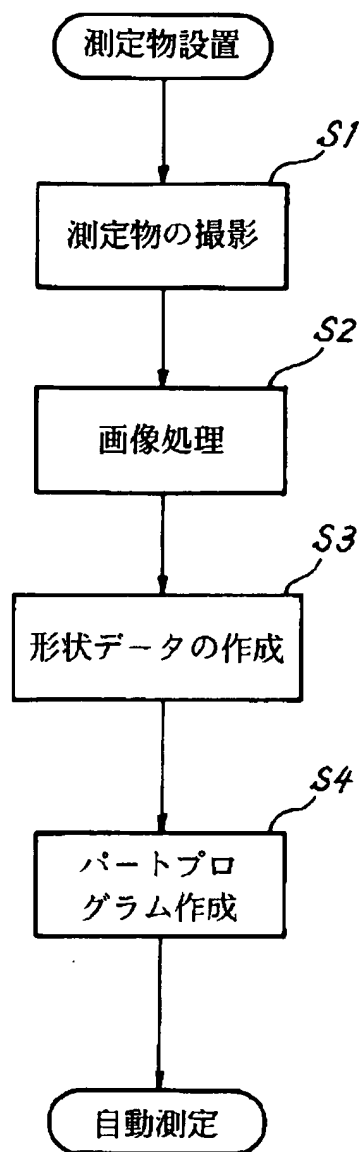 測定物設置
S1
測定物の撮影
S2
画像処理
S3
形状データの作成
S4
パートプロ
グラム作成
自動測定